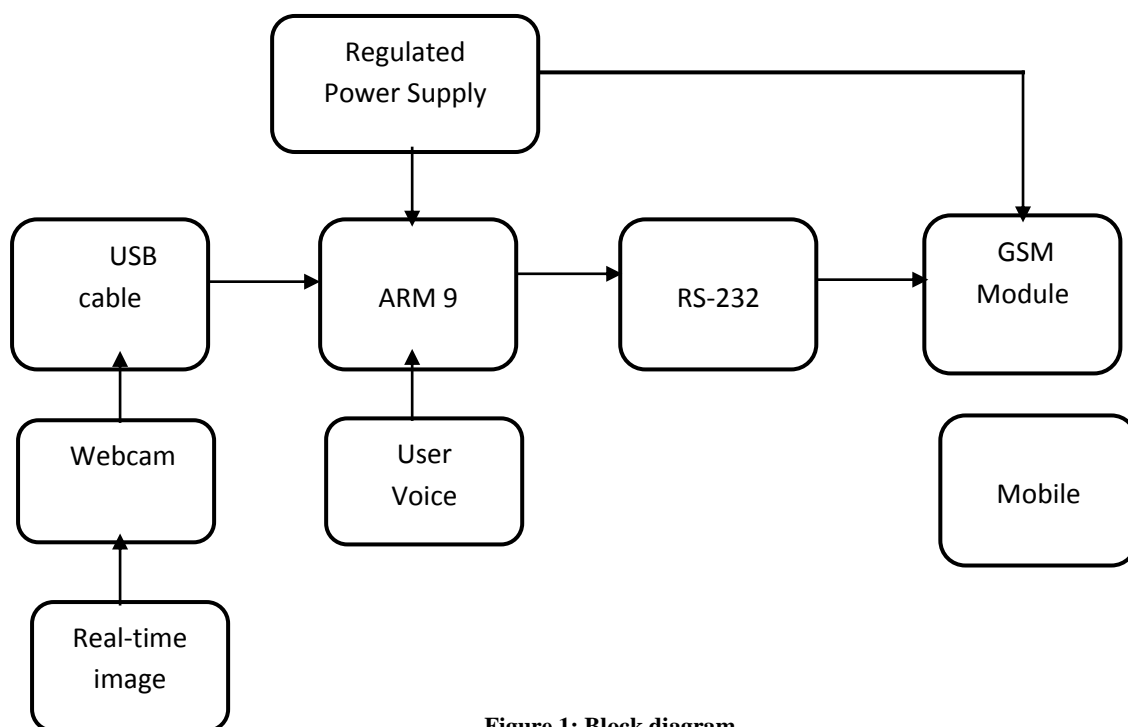 Regulated
Power Supply
USB
cable
ARM 9
RS-232
GSM
Module
Webcam
User
Voice
Mobile
Real-time
image
Figure 1: Block diagram